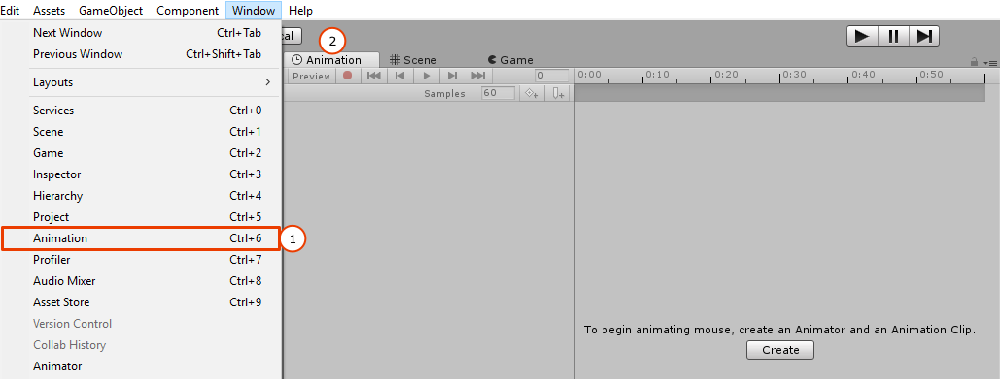 Edit Assets GameObject Component Window Help
Next Window Ctrl+Tab
Previous Window Ctrl+Shift+Tab
Layouts
Services Ctrl+0
Scene Ctrl+1
Game Ctrl+2
Inspector Ctrl+3
Hierarchy Ctrl+4
Project Ctrl+5
Animation Ctrl+6
1
Profiler Ctrl+7
Audio Mixer Ctrl+8
Asset Store Ctrl+9
Version Control
Collab History
Animator
cal
2
Animation Scene Game
Preview 0 0:00 0:10 0:20 0:30 0:40 0:50
Samples 60
To begin animating mouse, create an Animator and an Animation Clip.
Create